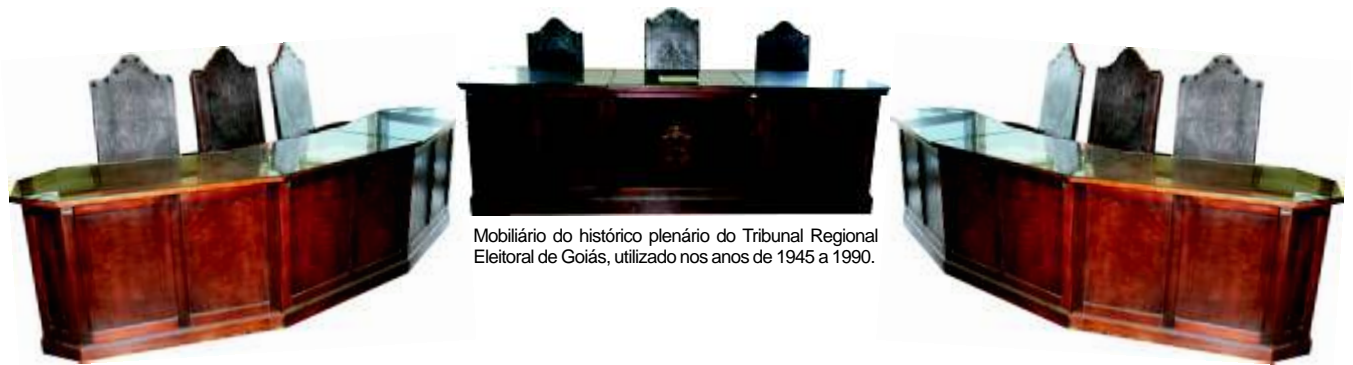 Mobiliário do histórico plenário do Tribunal Regional
Eleitoral de Goiás, utilizado nos anos de 1945 a 1990.